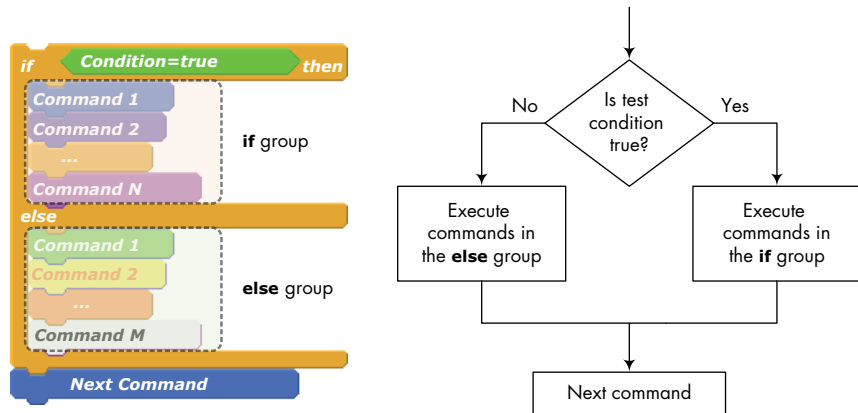 if Condition=true then
Command 1
Command 2
...
Command N
if group
else
Command 1
Command 2
...
Command M
else group
Next Command
Is test
condition
true?
No
Yes
Execute
commands in
the else group
Execute
commands in
the if group
Next command